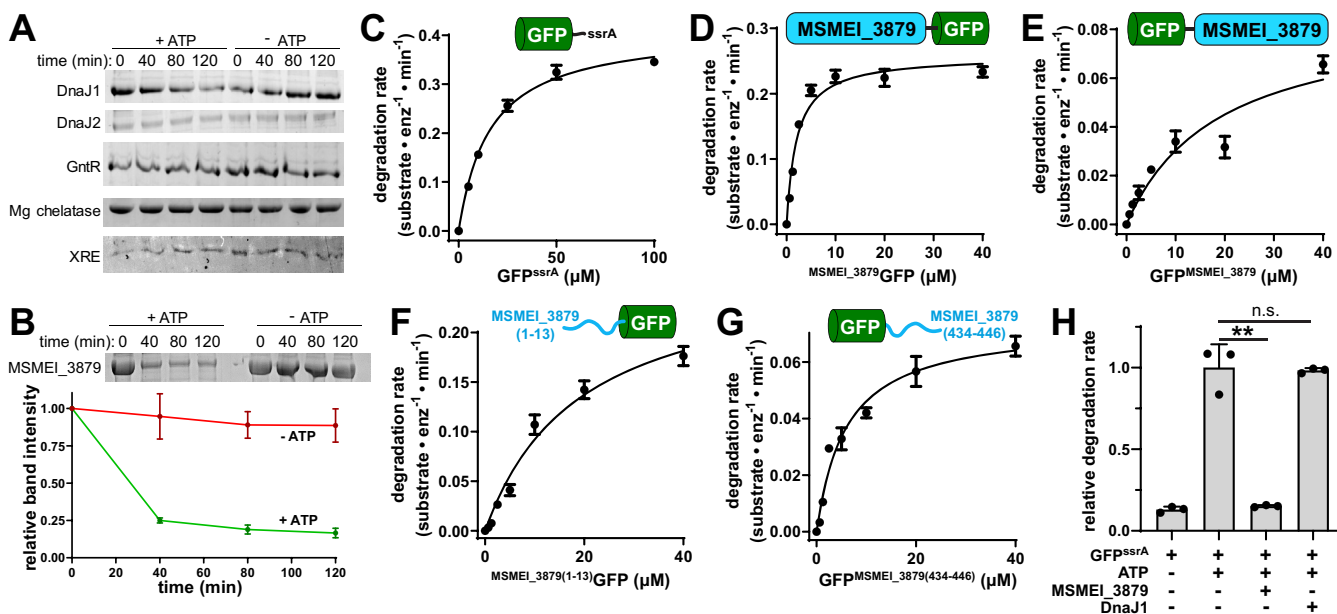 A
+ ATP - ATP
time (min): 0 40 80 120 0 40 80 120
DnaJ1
DnaJ2
GntR
Mg chelatase
XRE
B
+ ATP - ATP
time (min): 0 40 80 120 0 40 80 120
MSMEI_3879
relative band intensity
1.00
0.75
0.50
0.25
0.00
- ATP
+ ATP
0 20 40 60 80 100 120
time (min)
C
GFP ssrA
degradation rate
(substrate • enz⁻¹ • min⁻¹)
0.4
0.3
0.2
0.1
0.0
0 50 100
GFPˢˢʳᴬ (µM)
D
MSMEI_3879 GFP
degradation rate
(substrate • enz⁻¹ • min⁻¹)
0.3
0.2
0.1
0.0
0 10 20 30 40
ᴹˢᴹᴱᴵ_³⁸⁷⁹GFP (µM)
E
GFP MSMEI_3879
degradation rate
(substrate • enz⁻¹ • min⁻¹)
0.08
0.06
0.04
0.02
0.00
0 10 20 30 40
GFPᴹˢᴹᴱᴵ_³⁸⁷⁹ (µM)
F
MSMEI_3879
(1-13)
GFP
degradation rate
(substrate • enz⁻¹ • min⁻¹)
0.20
0.15
0.10
0.05
0.00
0 20 40
ᴹˢᴹᴱᴵ_³⁸⁷⁹⁽¹⁻¹³⁾GFP (µM)
G
GFP
MSMEI_3879
(434-446)
degradation rate
(substrate • enz⁻¹ • min⁻¹)
0.06
0.04
0.02
0.00
0 20 40
GFPᴹˢᴹᴱᴵ_³⁸⁷⁹⁽⁴³⁴⁻⁴⁴⁶⁾ (µM)
H
n.s.
**
relative degradation rate
1.0
0.5
0.0
GFPˢˢʳᴬ + + + +
ATP - + + +
MSMEI_3879 - - + -
DnaJ1 - - - +